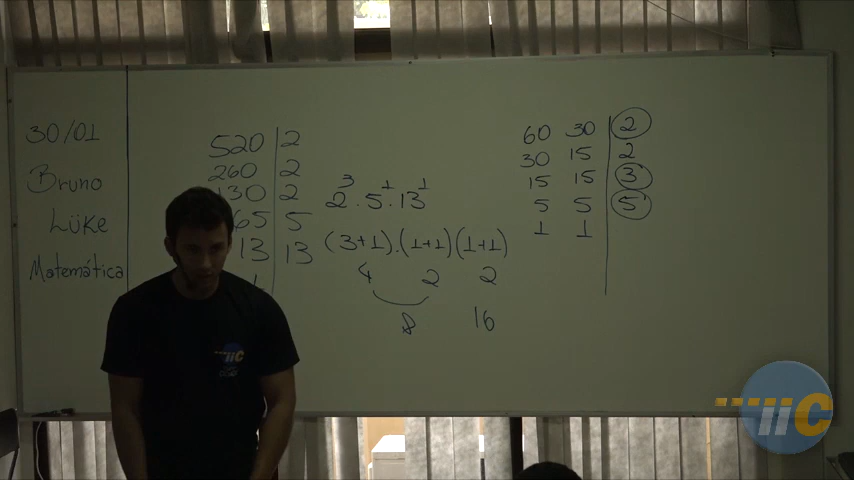 30/01
Bruno
Lüke
Matemática
520 | 2
260 | 2
130 | 2
65 | 5
13 | 13
1
2³ . 5¹ . 13¹
(3+1).(1+1)(1+1)
4 2 2
8 16
60 30 | 2
30 15 | 2
15 15 | 3
5 5 | 5
1 1
iiC
iiC